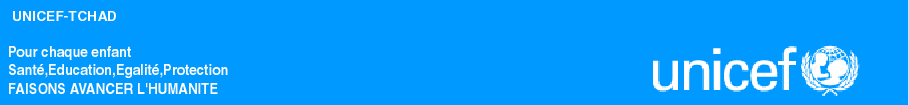 UNICEF-TCHAD
Pour chaque enfant
Santé,Education,Egalité,Protection
FAISONS AVANCER L'HUMANITE
unicef